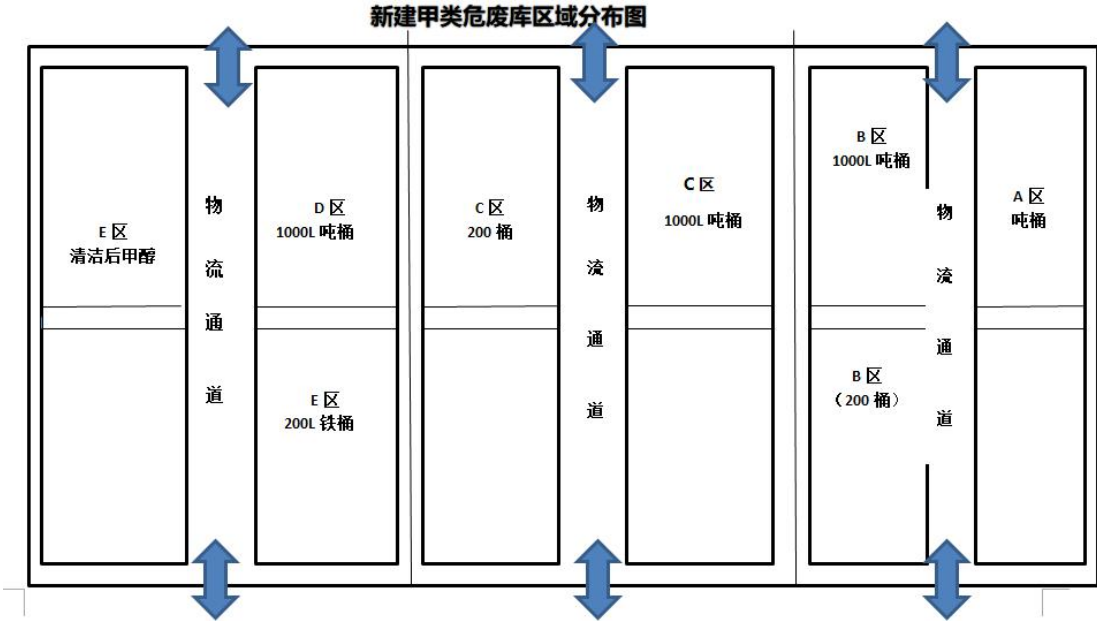 新建甲类危废库区域分布图
E 区
清洁后甲醇
物
流
通
道
D 区
1000L 吨桶
E 区
200L 铁桶
C 区
200 桶
物
流
通
道
C 区
1000L 吨桶
B 区
1000L 吨桶
B 区
（200 桶）
物
流
通
道
A 区
吨桶